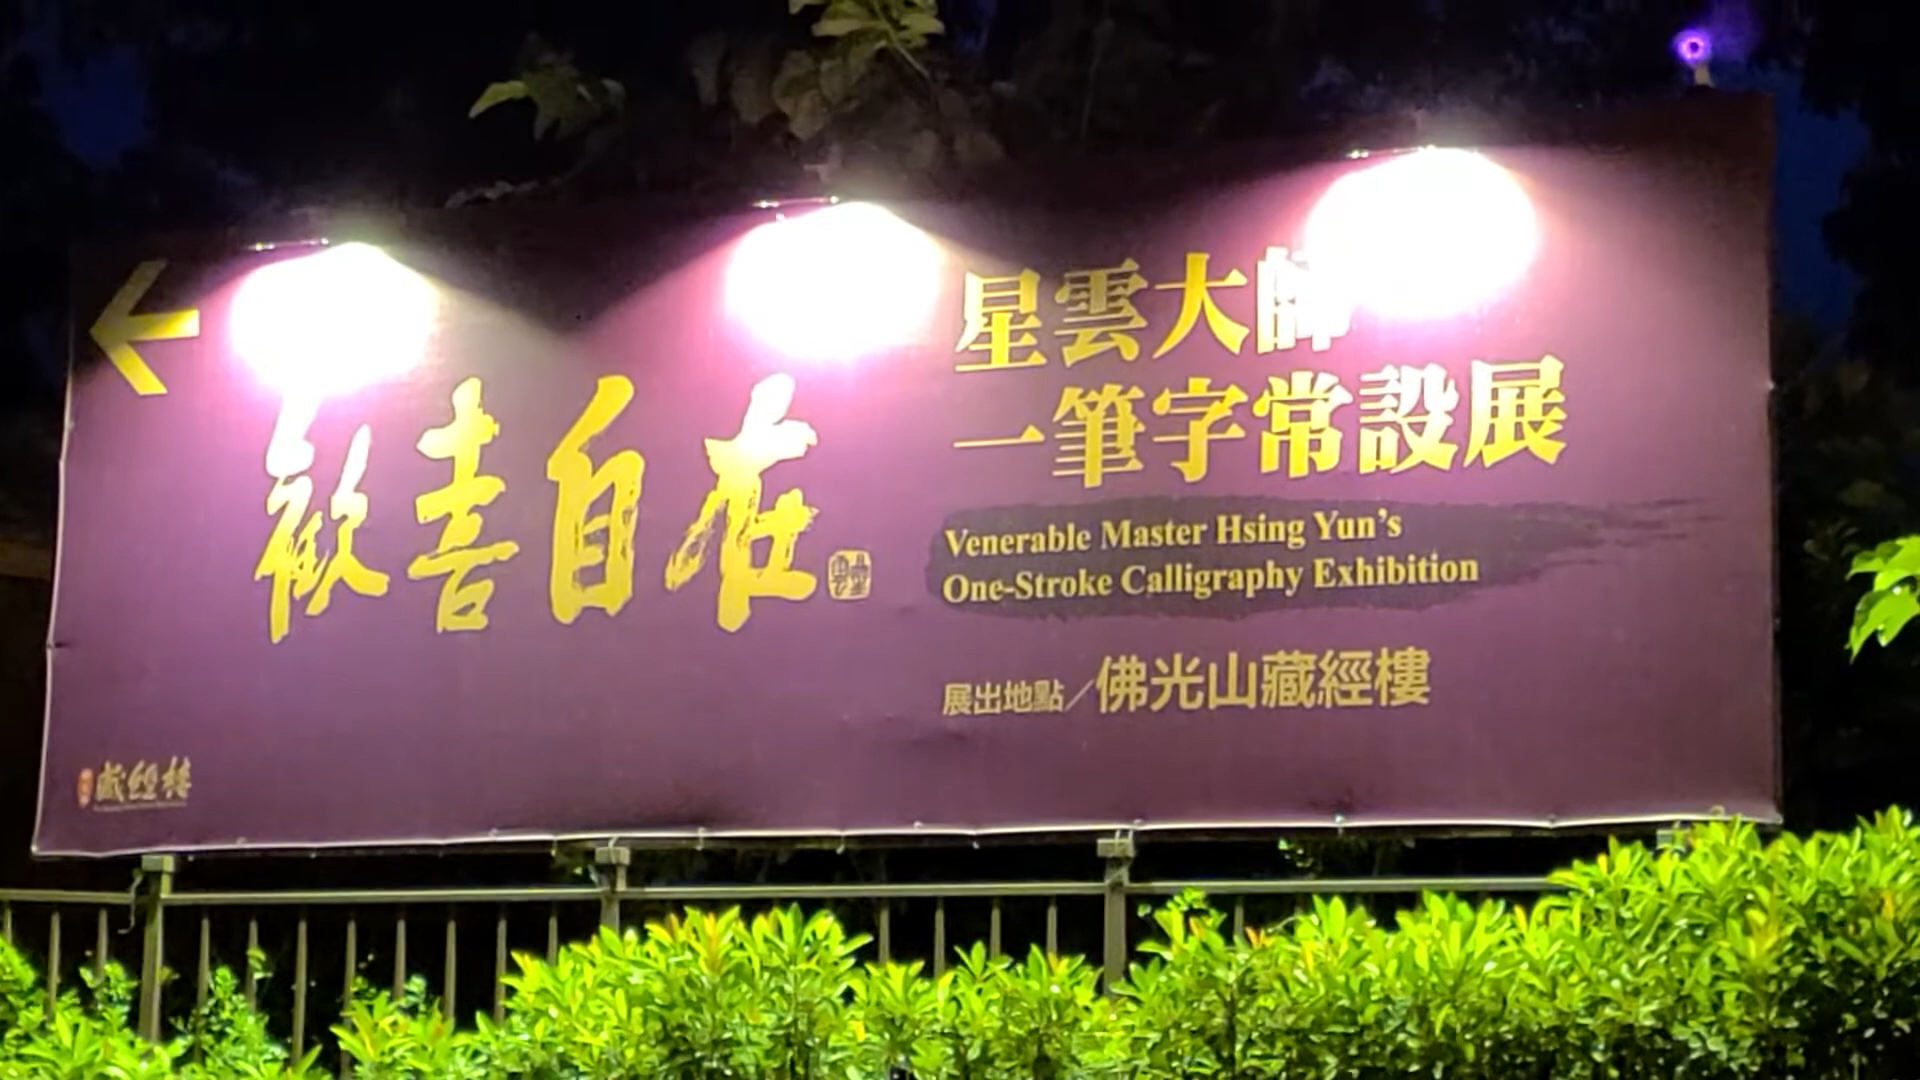 歡喜自在
星雲大師
一筆字常設展
Venerable Master Hsing Yun's
One-Stroke Calligraphy Exhibition
展出地點／佛光山藏經樓
藏經樓